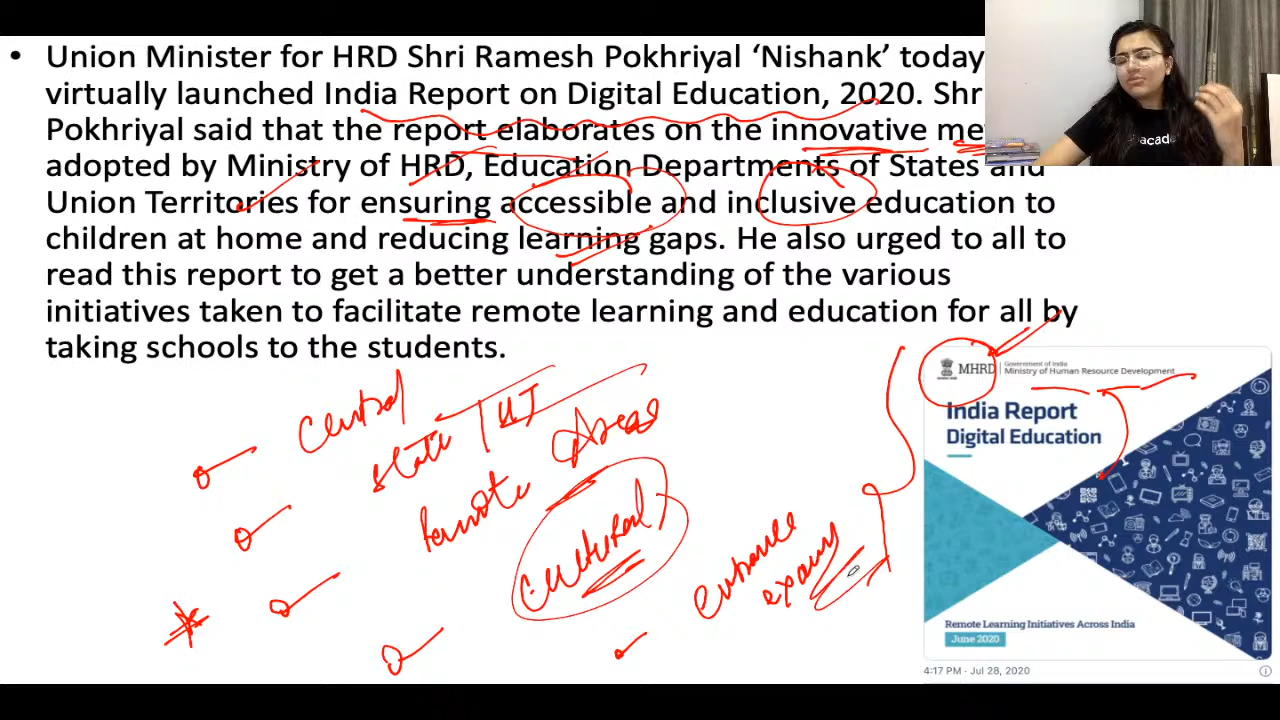 • Union Minister for HRD Shri Ramesh Pokhriyal ‘Nishank’ today
virtually launched India Report on Digital Education, 2020. Shr
Pokhriyal said that the report elaborates on the innovative me
adopted by Ministry of HRD, Education Departments of States and
Union Territories for ensuring accessible and inclusive education to
children at home and reducing learning gaps. He also urged to all to
read this report to get a better understanding of the various
initiatives taken to facilitate remote learning and education for all by
taking schools to the students.
acade
Central
State / UT
remote Areas
Cultural
entrance
exams
MHRD
Government of India
Ministry of Human Resource Development
India Report
Digital Education
Remote Learning Initiatives Across India
June 2020
4:17 PM · Jul 28, 2020